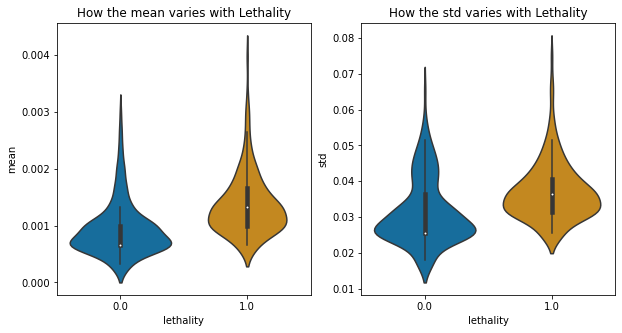 How the mean varies with Lethality
0.004
0.003
0.002
0.001
0.000
mean
0.0
1.0
lethality
How the std varies with Lethality
0.08
0.07
0.06
0.05
0.04
0.03
0.02
0.01
std
0.0
1.0
lethality